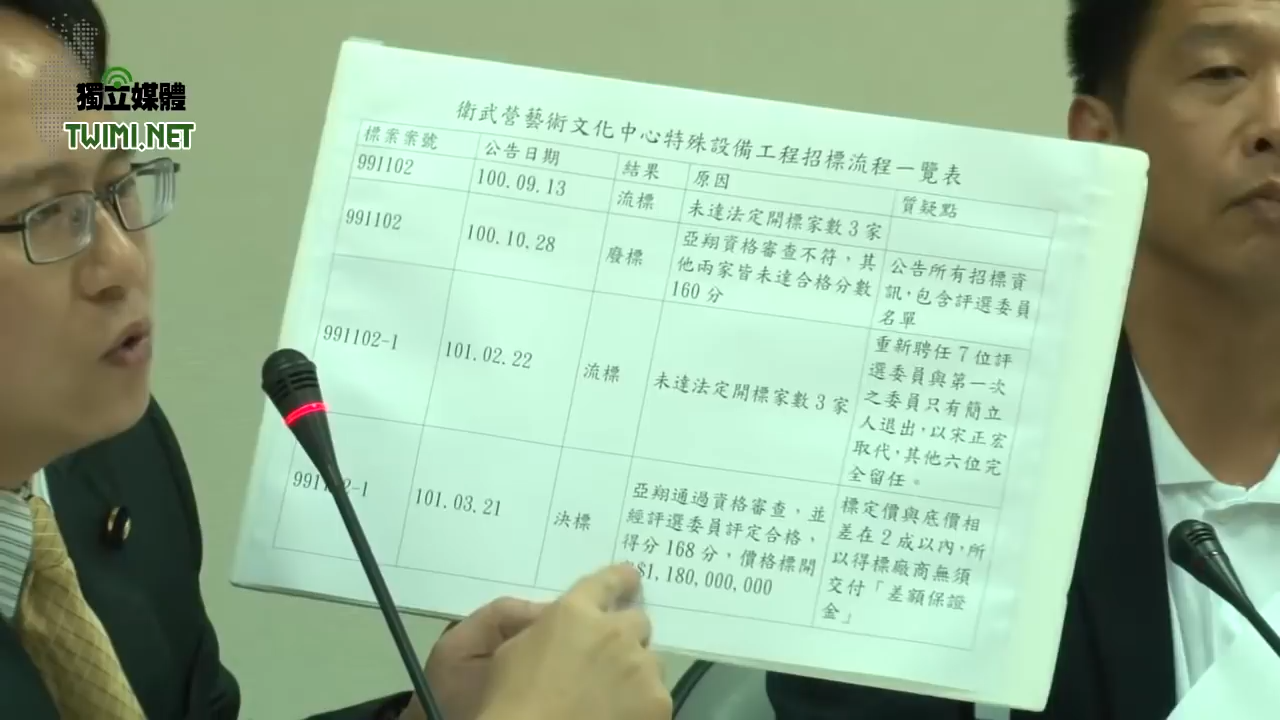 獨立媒體
TWIMI.NET
衛武營藝術文化中心特殊設備工程招標流程一覽表
標案案號 公告日期 結果 原因 質疑點
991102 100.09.13 流標 未達法定開標家數3家
991102 100.10.28 廢標
亞翔資格審查不符，其
他兩家皆未達合格分數
160分
公告所有招標資
訊，包含評選委員
名單
991102-1 101.02.22 流標 未達法定開標家數3家
重新聘任7位評
選委員與第一次
之委員只有簡立
人退出，以宋正宏
取代，其他六位完
全留任。
101.03.21 決標
亞翔通過資格審查，並
經評選委員評定合格，
得分168分，價格標開
$1,180,000,000
標定價與底價相
差在2成以內，所
以得標廠商無須
交付「差額保證
金」